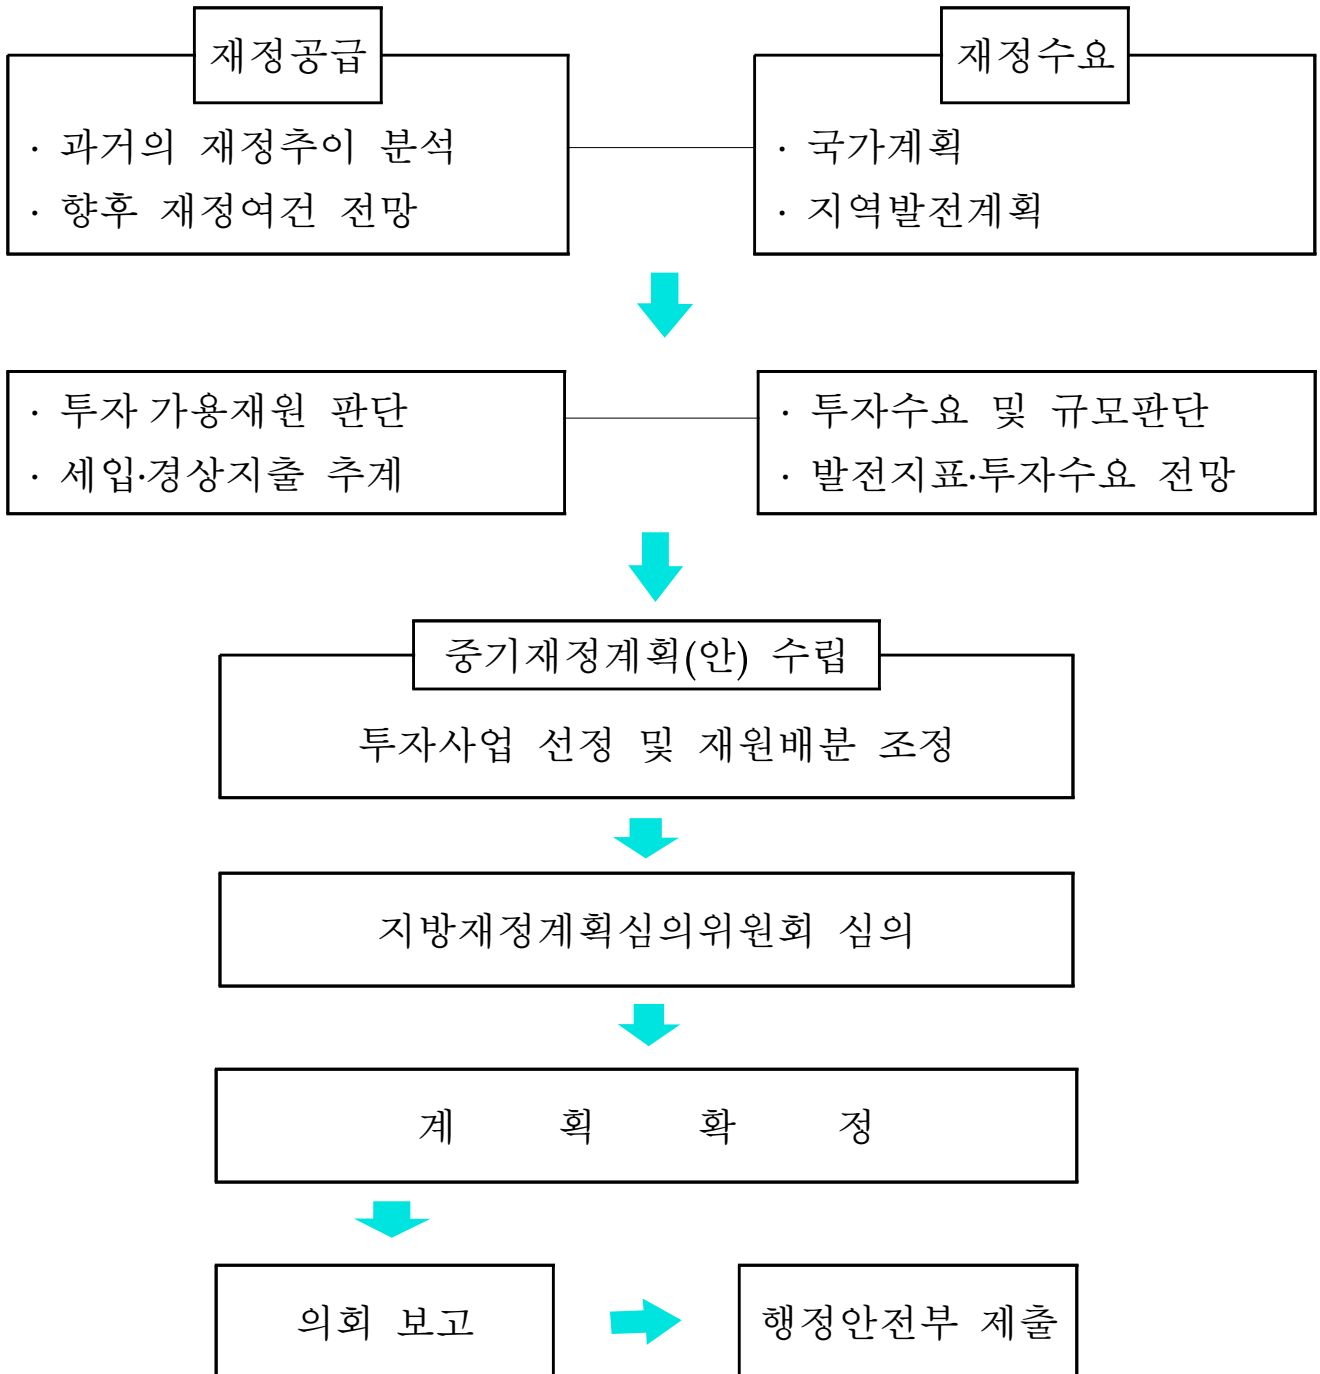 재정공급
· 과거의 재정추이 분석
· 향후 재정여건 전망
재정수요
· 국가계획
· 지역발전계획
· 투자 가용재원 판단
· 세입·경상지출 추계
· 투자수요 및 규모판단
· 발전지표·투자수요 전망
중기재정계획(안) 수립
투자사업 선정 및 재원배분 조정
지방재정계획심의위원회 심의
계 획 확 정
의회 보고
행정안전부 제출